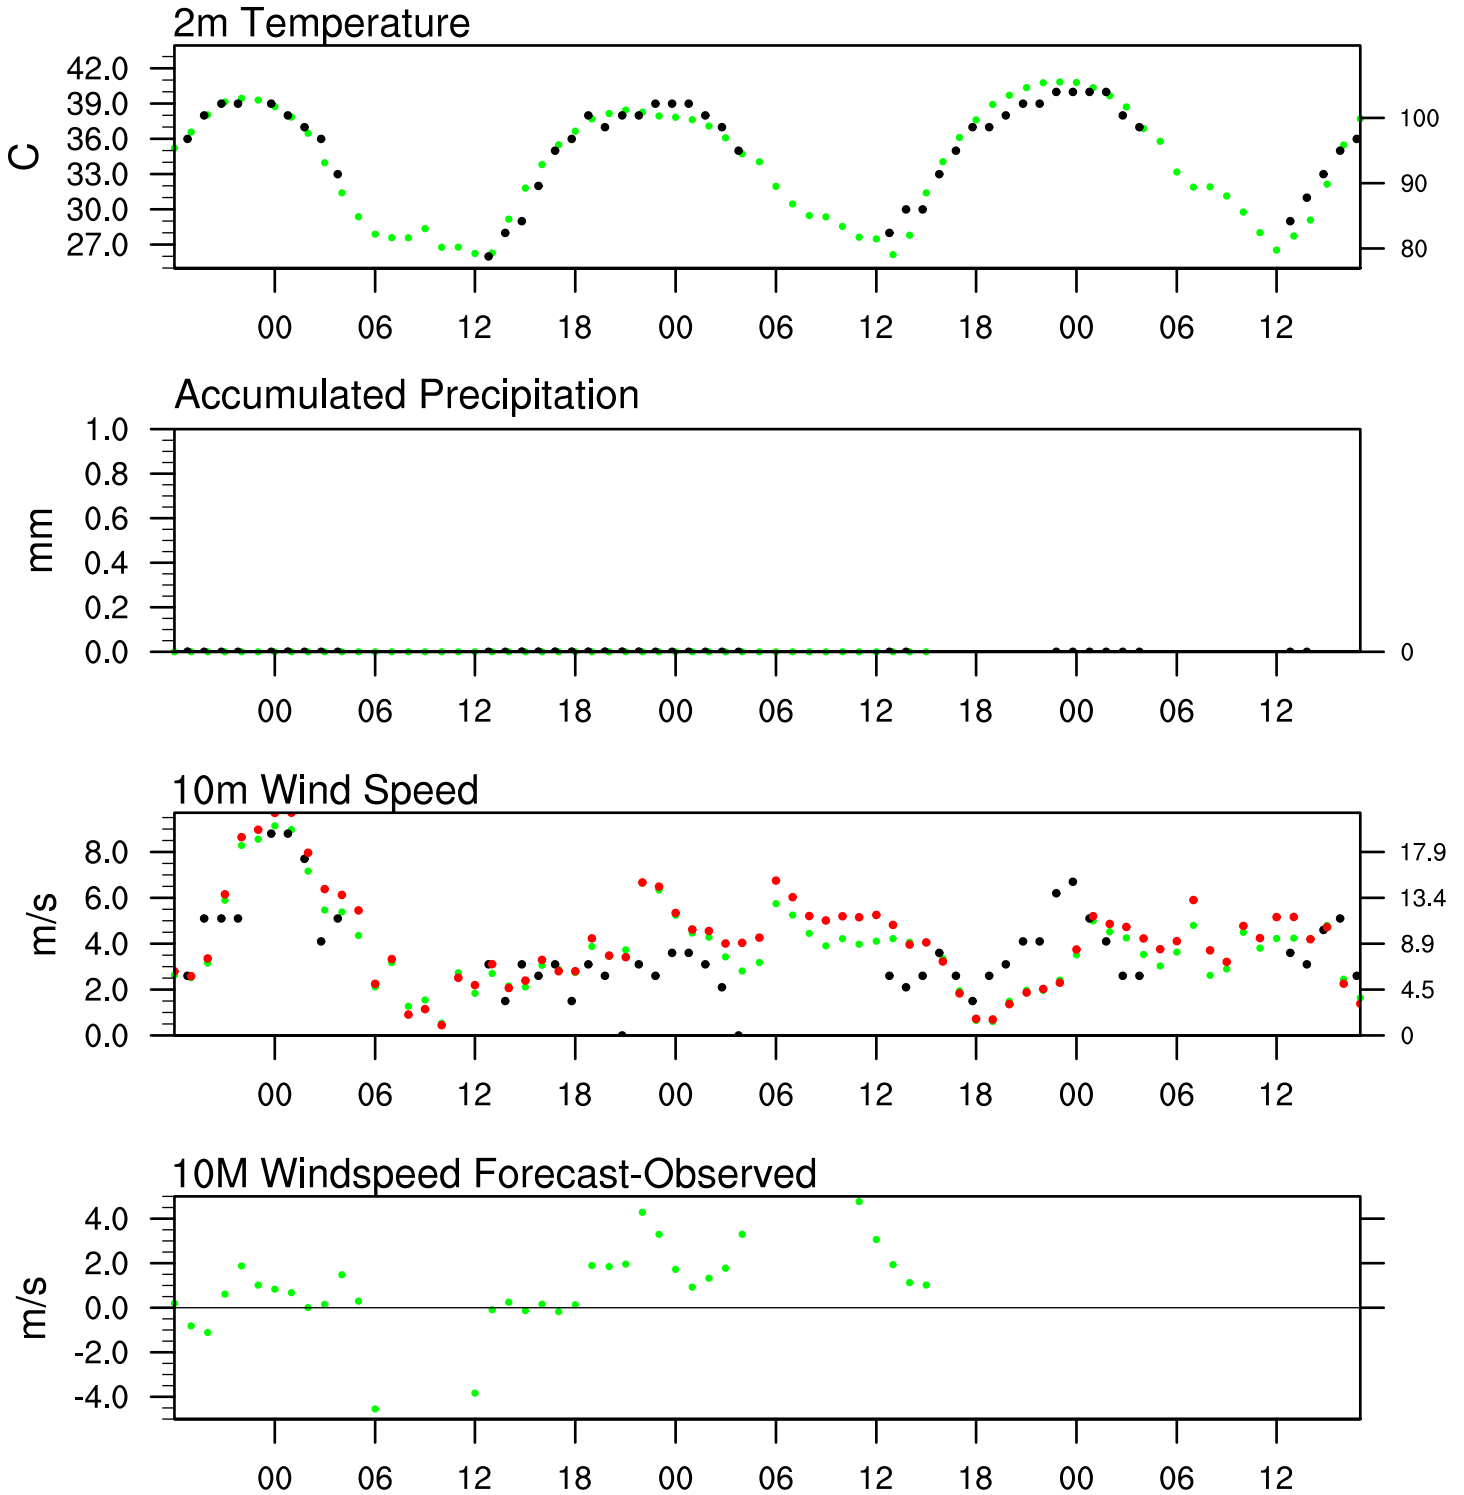 2m Temperature
42.0
39.0
36.0
33.0
30.0
27.0
C
100
90
80
00 06 12 18 00 06 12 18 00 06 12
Accumulated Precipitation
1.0
0.8
0.6
0.4
0.2
0.0
mm
0
00 06 12 18 00 06 12 18 00 06 12
10m Wind Speed
8.0
6.0
4.0
2.0
0.0
m/s
17.9
13.4
8.9
4.5
0
00 06 12 18 00 06 12 18 00 06 12
10M Windspeed Forecast-Observed
4.0
2.0
0.0
-2.0
-4.0
m/s
00 06 12 18 00 06 12 18 00 06 12